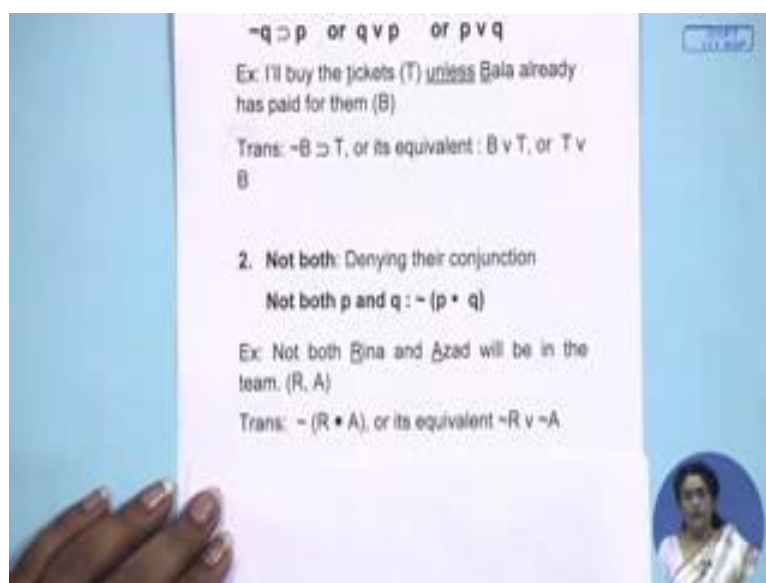 ~q ⊃ p or q v p or p v q
Ex: I'll buy the tickets (T) unless Bala already
has paid for them (B)
Trans: ~B ⊃ T, or its equivalent : B v T, or T v
B
2. Not both: Denying their conjunction
Not both p and q : ~ (p • q)
Ex: Not both Rina and Azad will be in the
team. (R, A)
Trans: ~ (R • A), or its equivalent ~R v ~A